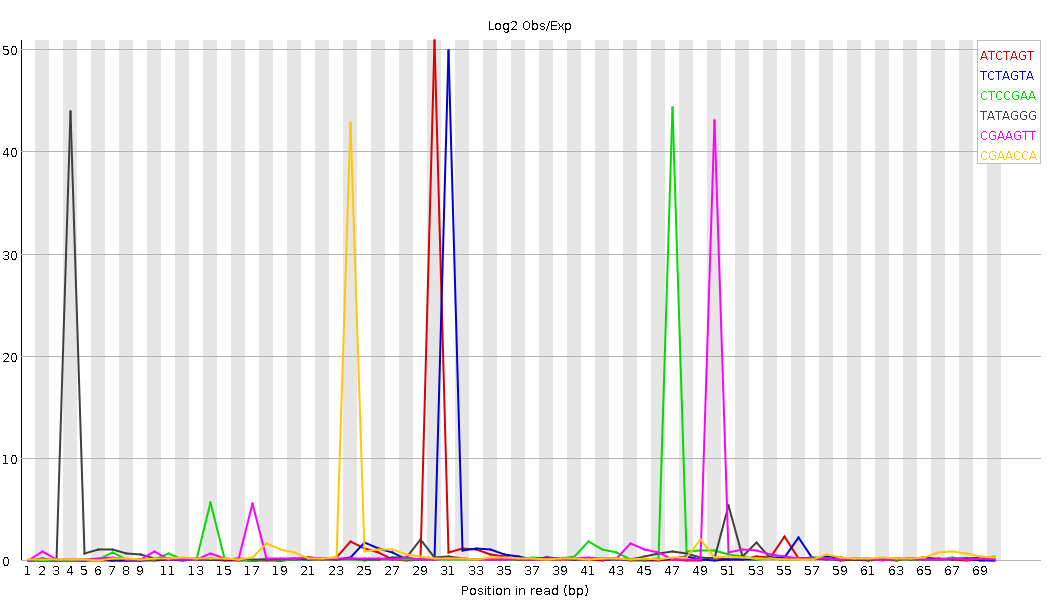 Log2 Obs/Exp
50
40
30
20
10
0
ATCTAGT
TCTAGTA
CTCCGAA
TATAGGG
CGAAGTT
CGAACCA
1 2 3 4 5 6 7 8 9 11 13 15 17 19 21 23 25 27 29 31 33 35 37 39 41 43 45 47 49 51 53 55 57 59 61 63 65 67 69
Position in read (bp)